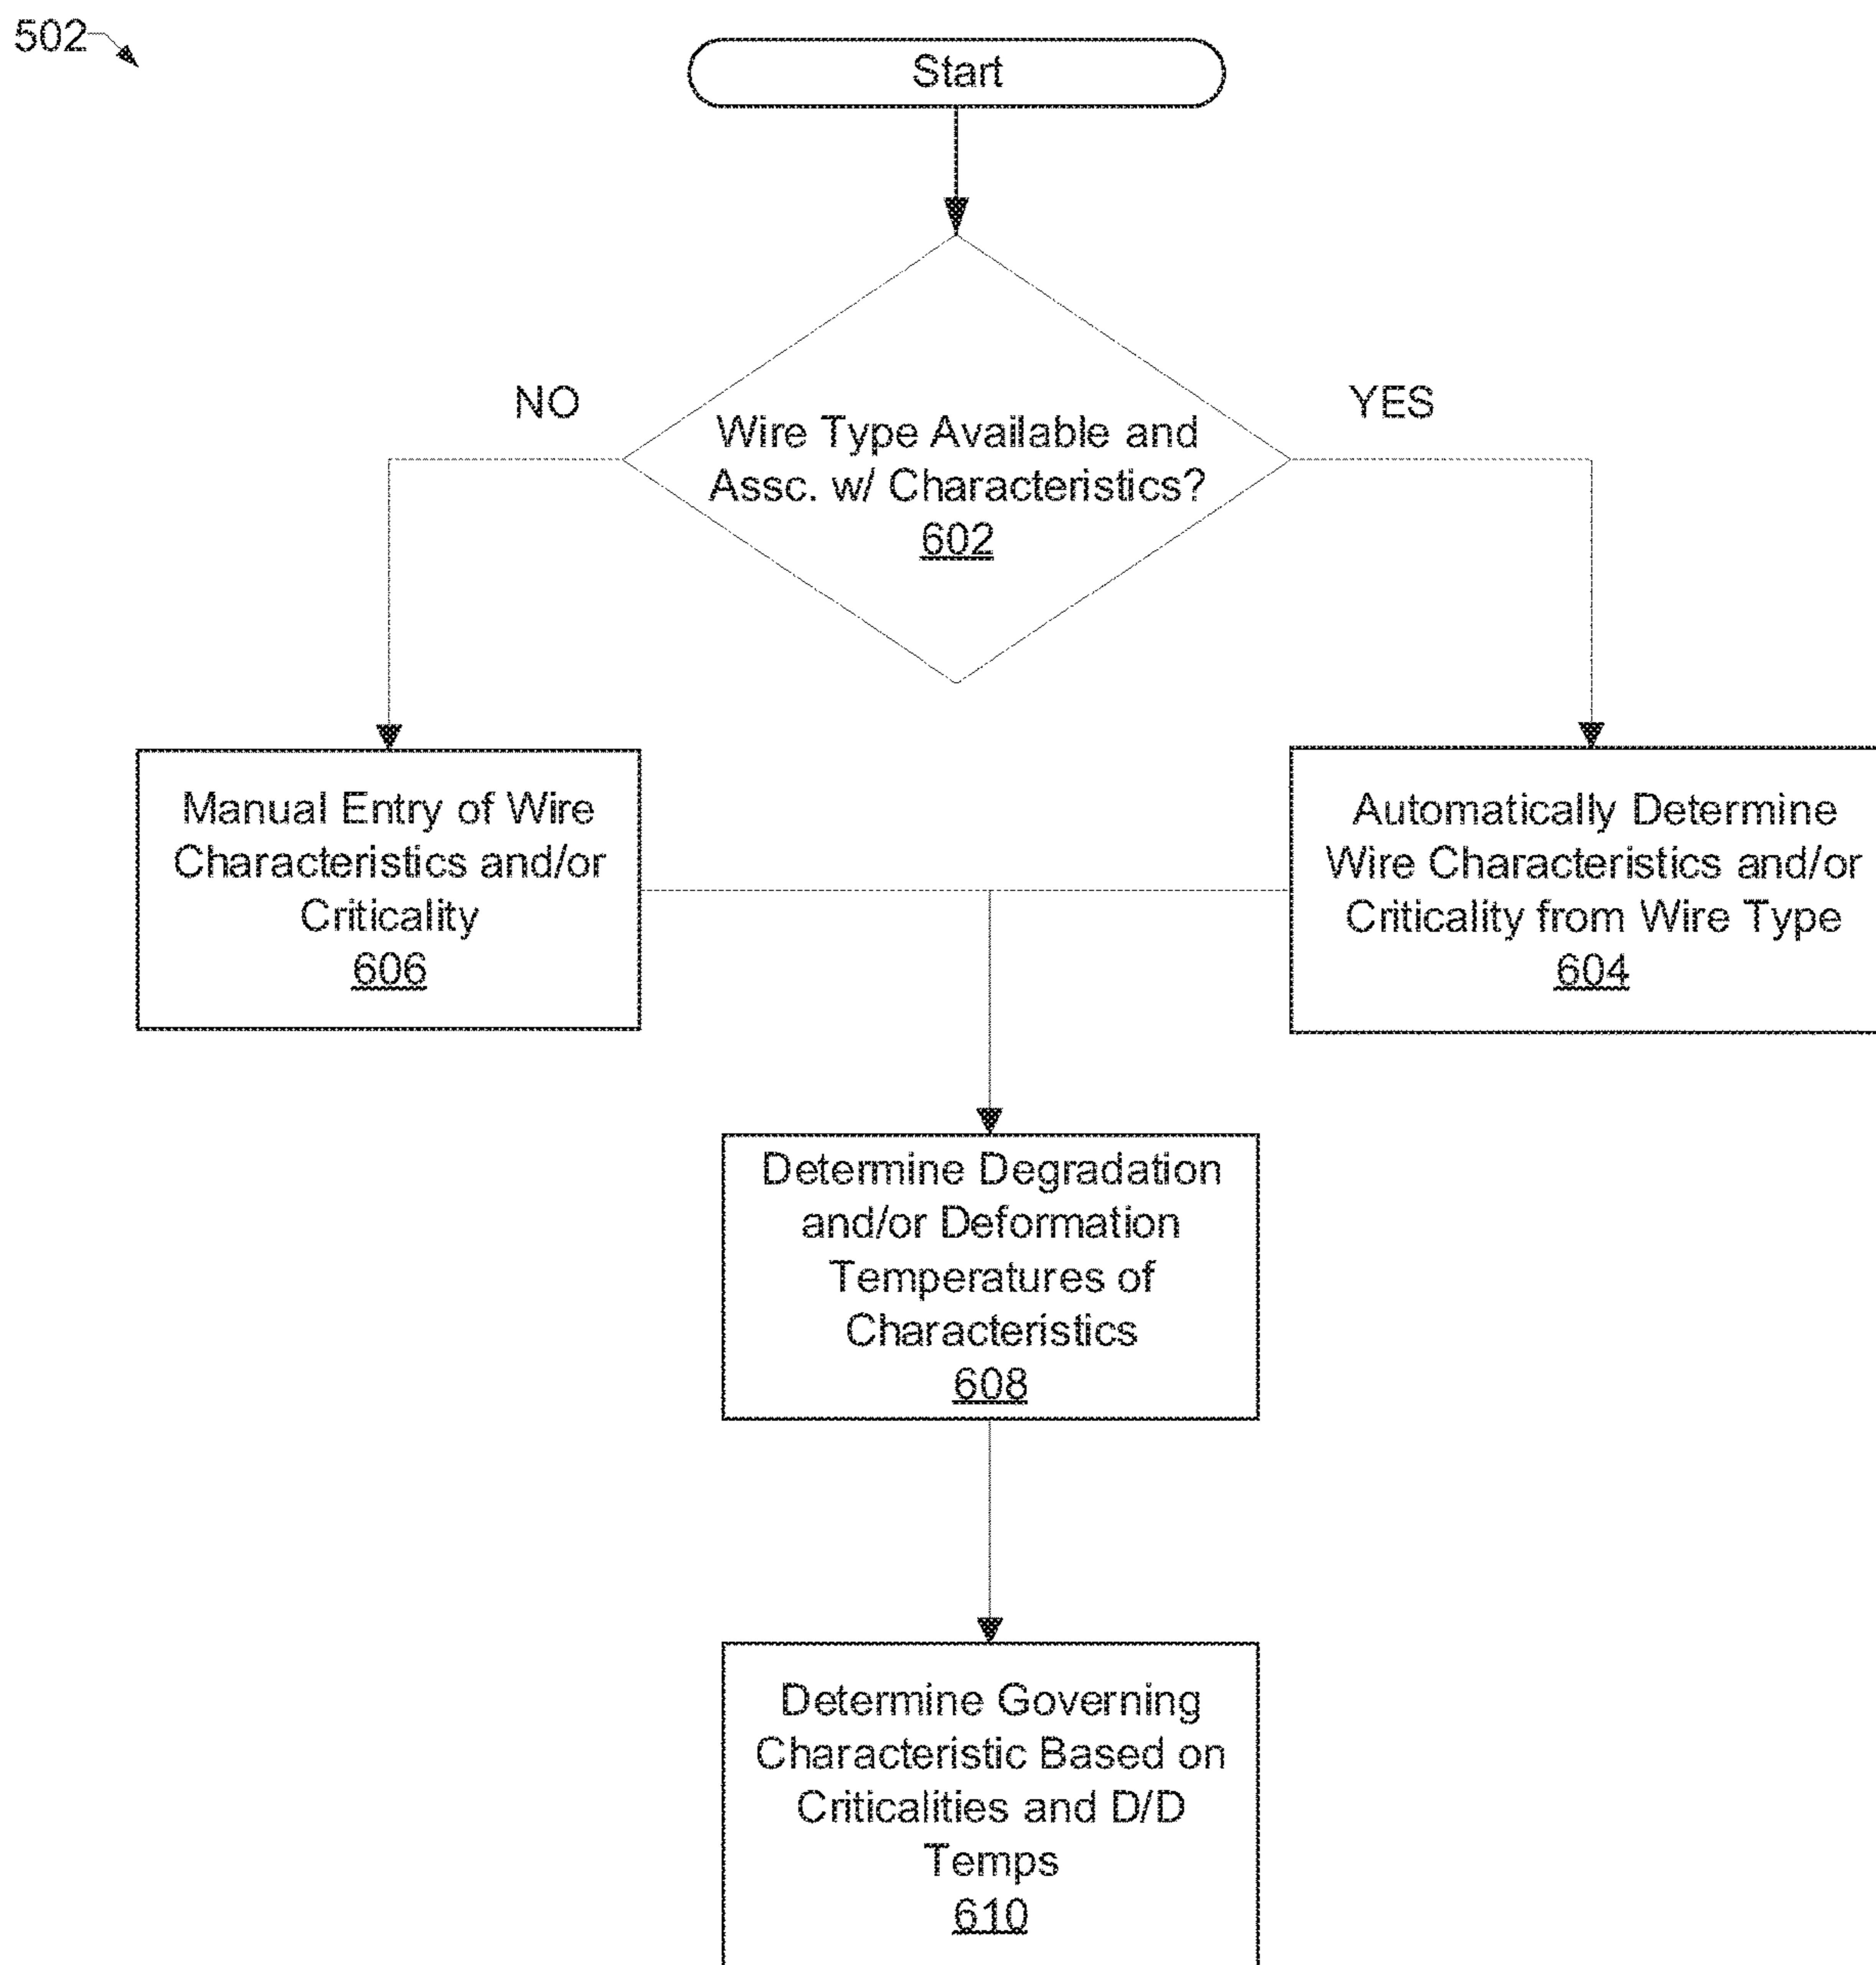 502
Start
NO
YES
Wire Type Available and
Assc. w/ Characteristics?
602
Manual Entry of Wire
Characteristics and/or
Criticality
606
Automatically Determine
Wire Characteristics and/or
Criticality from Wire Type
604
Determine Degradation
and/or Deformation
Temperatures of
Characteristics
608
Determine Governing
Characteristic Based on
Criticalities and D/D
Temps
610